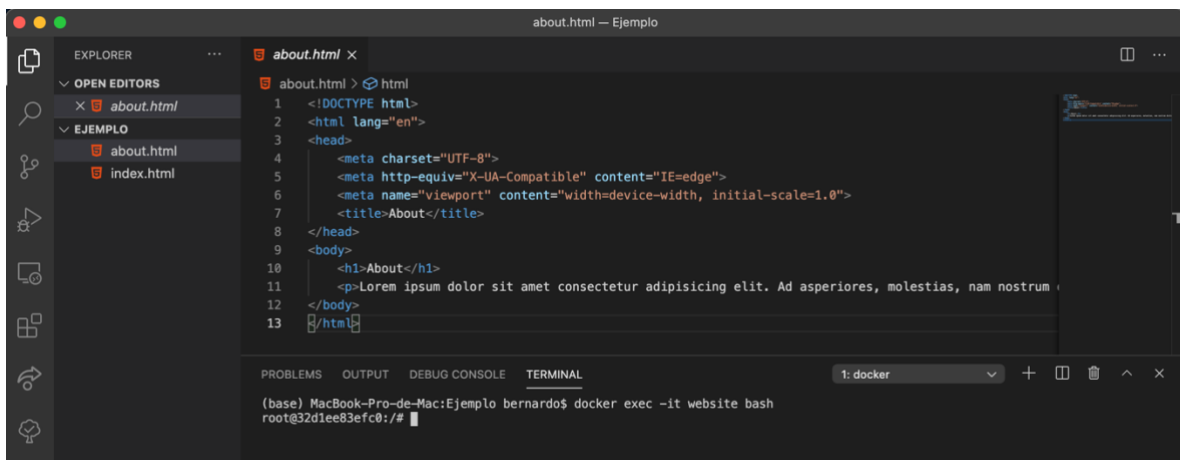 about.html — Ejemplo
EXPLORER
OPEN EDITORS
about.html
EJEMPLO
about.html
index.html
about.html
about.html > html
1 <!DOCTYPE html>
2 <html lang="en">
3 <head>
4 <meta charset="UTF-8">
5 <meta http-equiv="X-UA-Compatible" content="IE=edge">
6 <meta name="viewport" content="width=device-width, initial-scale=1.0">
7 <title>About</title>
8 </head>
9 <body>
10 <h1>About</h1>
11 <p>Lorem ipsum dolor sit amet consectetur adipisicing elit. Ad asperiores, molestias, nam nostrum
12 </body>
13 </html>
PROBLEMS OUTPUT DEBUG CONSOLE TERMINAL 1: docker
(base) MacBook-Pro-de-Mac:Ejemplo bernardo$ docker exec -it website bash
root@32d1ee83efc0:/#